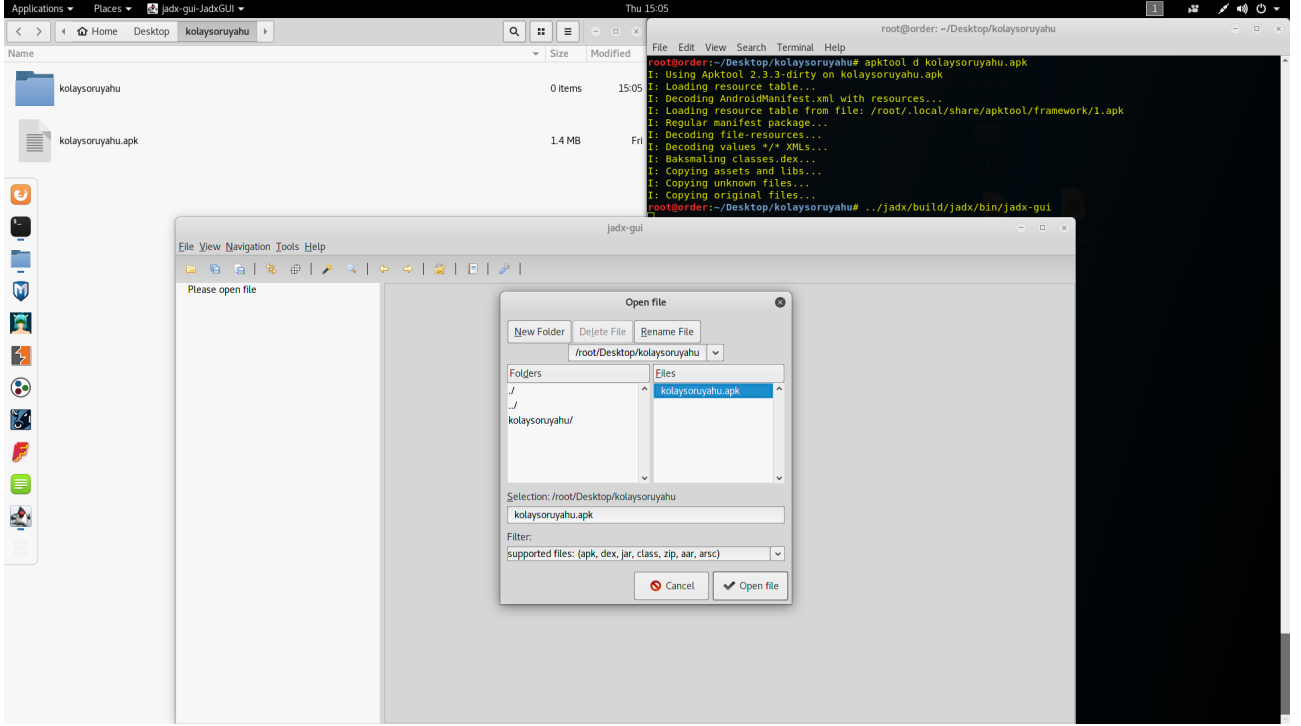 Applications Places jadx-gui-JadxGUI Thu 15:05 1
Home Desktop kolaysoruyahu
Name Size Modified
kolaysoruyahu 0 items 15:05
kolaysoruyahu.apk 1.4 MB Fri
root@order: ~/Desktop/kolaysoruyahu
File Edit View Search Terminal Help
root@order:~/Desktop/kolaysoruyahu# apktool d kolaysoruyahu.apk
I: Using Apktool 2.3.3-dirty on kolaysoruyahu.apk
I: Loading resource table...
I: Decoding AndroidManifest.xml with resources...
I: Loading resource table from file: /root/.local/share/apktool/framework/1.apk
I: Regular manifest package...
I: Decoding file-resources...
I: Decoding values */* XMLs...
I: Baksmaling classes.dex...
I: Copying assets and libs...
I: Copying unknown files...
I: Copying original files...
root@order:~/Desktop/kolaysoruyahu# ../jadx/build/jadx/bin/jadx-gui
jadx-gui
File View Navigation Tools Help
Please open file
Open file
New Folder Delete File Rename File
/root/Desktop/kolaysoruyahu
Folders Files
./ kolaysoruyahu.apk
../
kolaysoruyahu/
Selection: /root/Desktop/kolaysoruyahu
kolaysoruyahu.apk
Filter:
supported files: (apk, dex, jar, class, zip, aar, arsc)
Cancel Open file